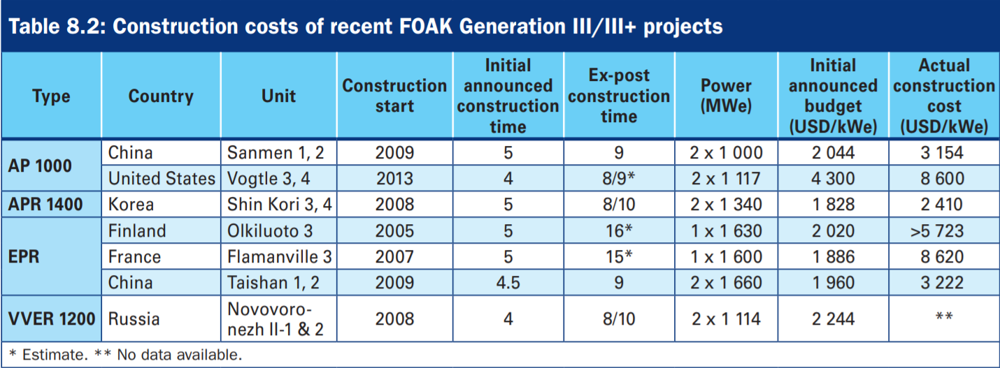 Table 8.2: Construction costs of recent FOAK Generation III/III+ projects
Type Country Unit Construction start Initial announced construction time Ex-post construction time Power (MWe) Initial announced budget (USD/kWe) Actual construction cost (USD/kWe)
AP 1000 China Sanmen 1, 2 2009 5 9 2 x 1 000 2 044 3 154
United States Vogtle 3, 4 2013 4 8/9* 2 x 1 117 4 300 8 600
APR 1400 Korea Shin Kori 3, 4 2008 5 8/10 2 x 1 340 1 828 2 410
EPR Finland Olkiluoto 3 2005 5 16* 1 x 1 630 2 020 >5 723
France Flamanville 3 2007 5 15* 1 x 1 600 1 886 8 620
China Taishan 1, 2 2009 4.5 9 2 x 1 660 1 960 3 222
VVER 1200 Russia Novovoro-nezh II-1 & 2 2008 4 8/10 2 x 1 114 2 244 **
* Estimate. ** No data available.